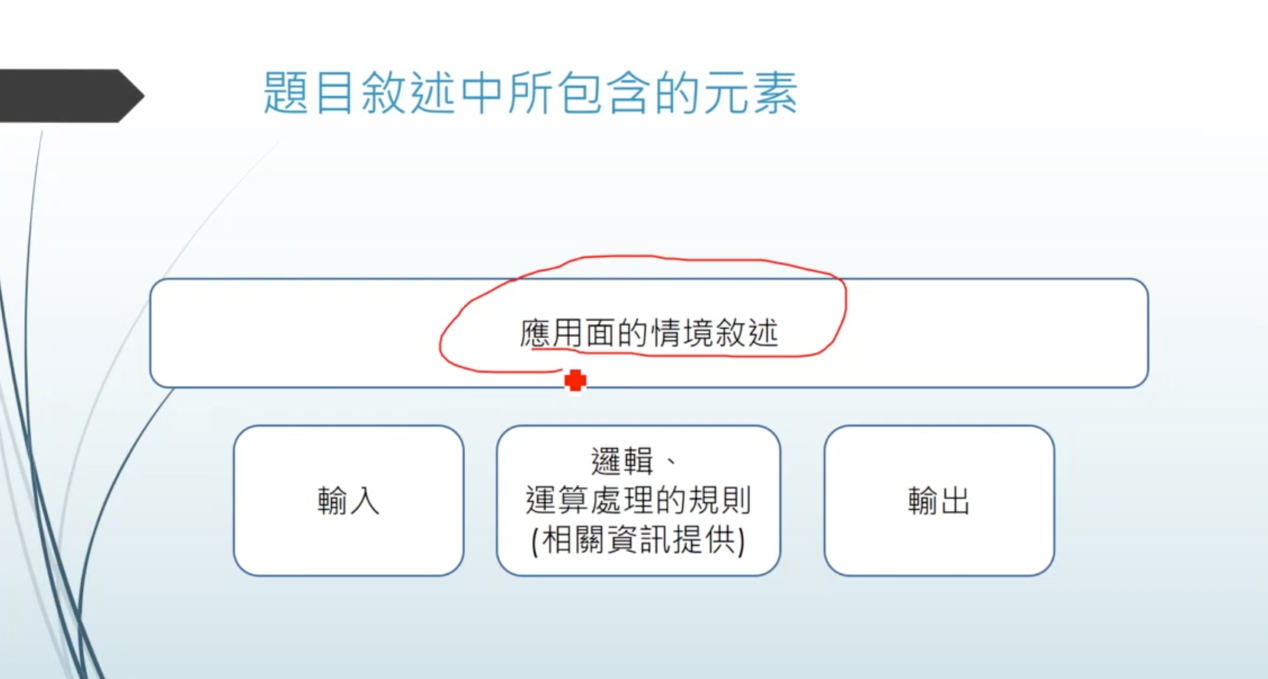 題目敘述中所包含的元素
應用面的情境敘述
輸入
邏輯、
運算處理的規則
(相關資訊提供)
輸出